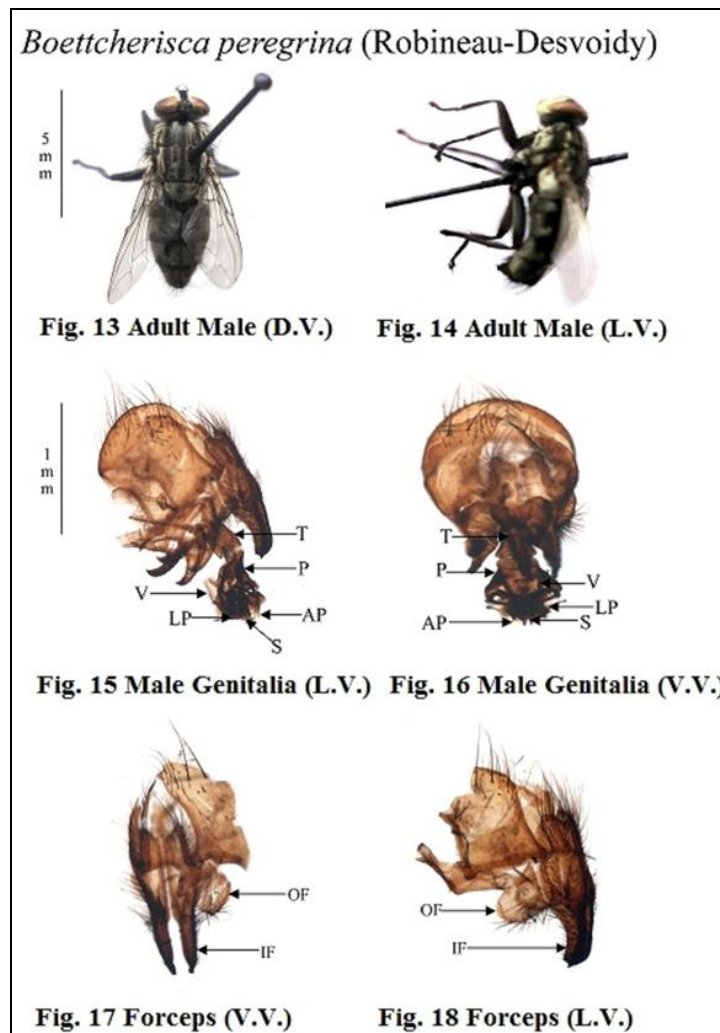 Boettcherisca peregrina (Robineau-Desvoidy)
5
m
m
Fig. 13 Adult Male (D.V.)
Fig. 14 Adult Male (L.V.)
1
m
m
T
P
V
LP
AP
S
T
P
V
LP
AP
S
Fig. 15 Male Genitalia (L.V.)
Fig. 16 Male Genitalia (V.V.)
OF
IF
OF
IF
Fig. 17 Forceps (V.V.)
Fig. 18 Forceps (L.V.)